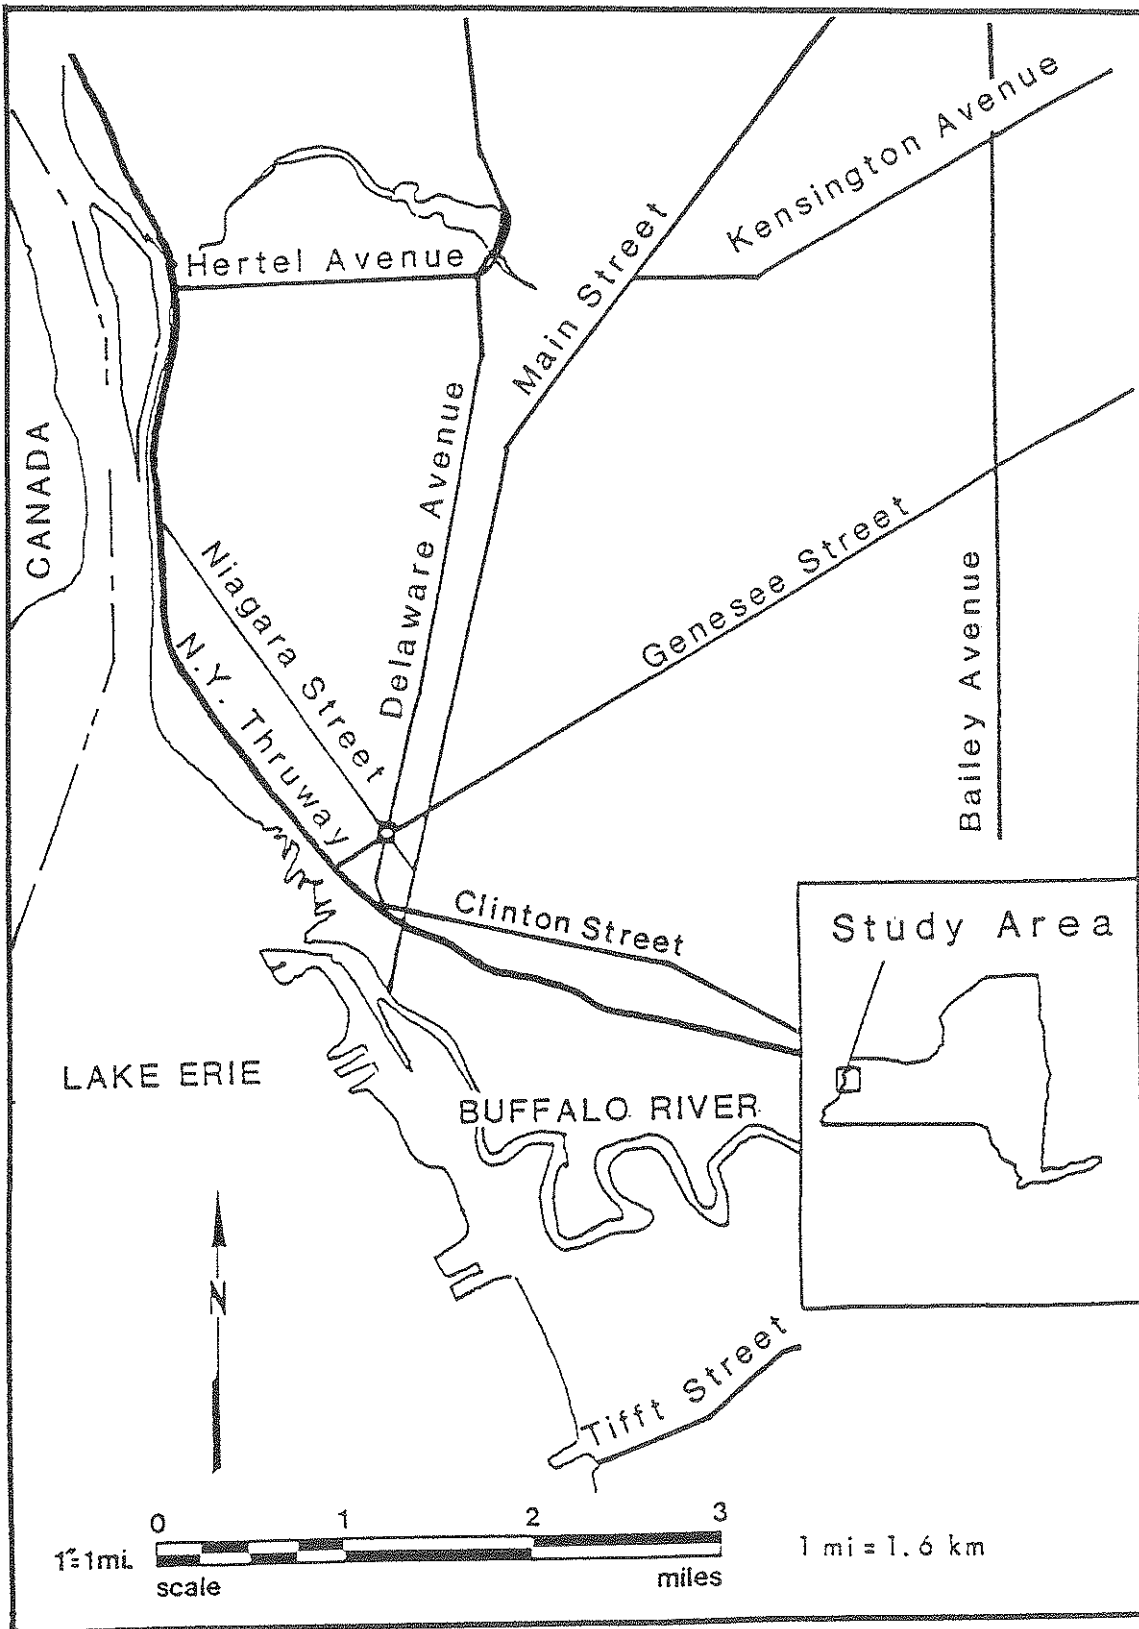 Kensington Avenue
Hertel Avenue
Main Street
CANADA
Delaware Avenue
Niagara Street
Genesee Street
Bailey Avenue
N.Y. Thruway
Clinton Street
Study Area
LAKE ERIE
BUFFALO RIVER
N
Tifft Street
0 1 2 3
1"=1mi.
1 mi = 1.6 km
scale miles